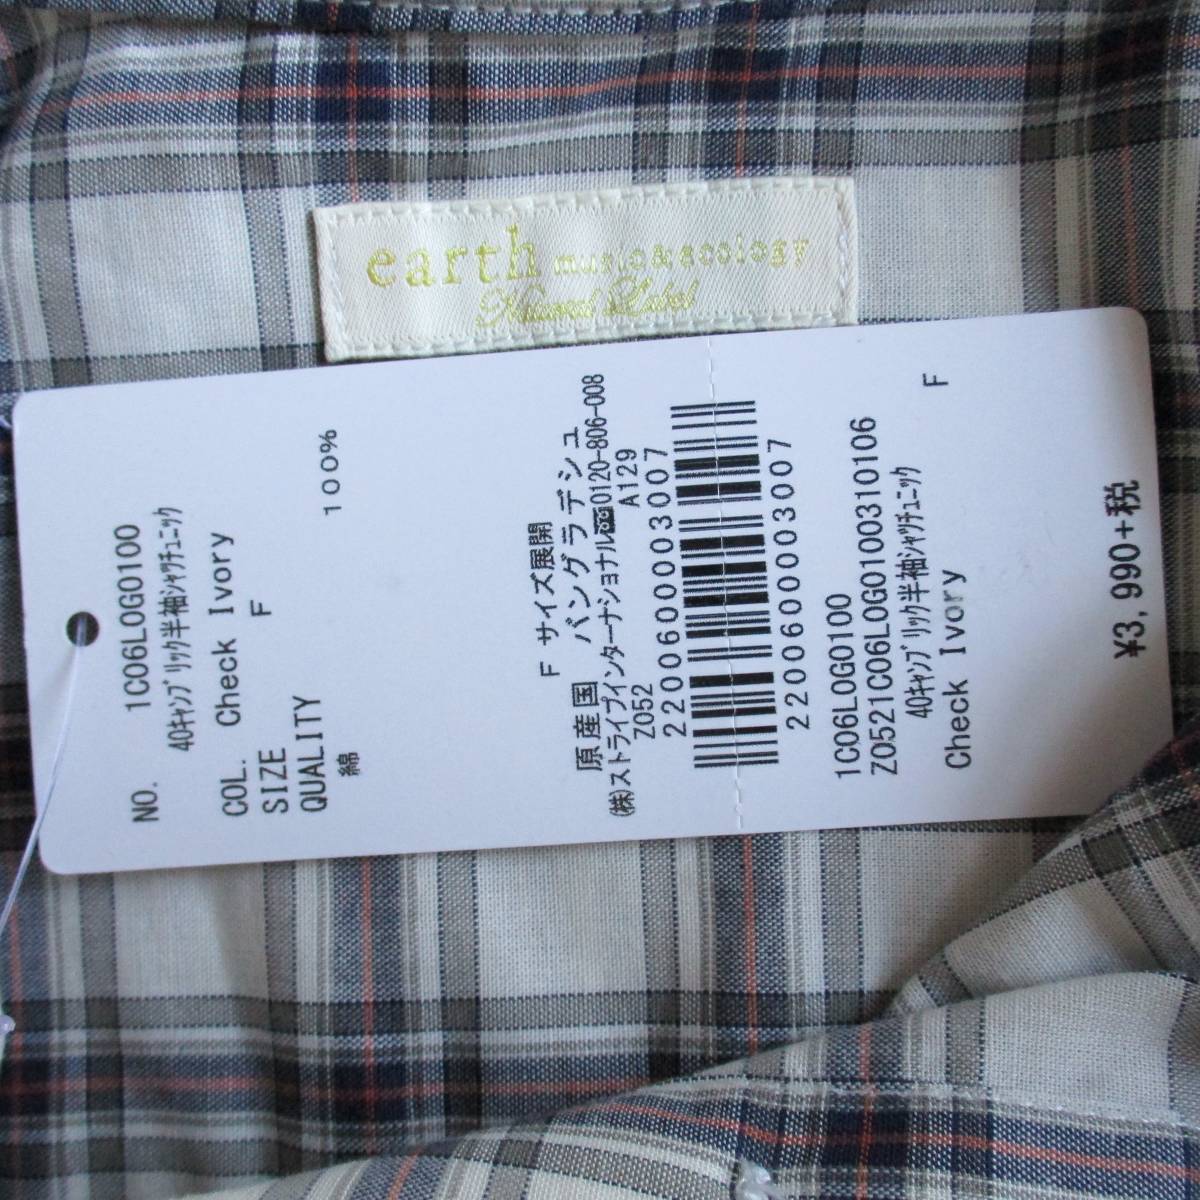 earth music&ecology
Natural Label
NO. 1C06L0G0100
40ｷｬﾝﾌﾞﾘｯｸ半袖ｼｬﾂﾁｭﾆｯｸ
COL. Check Ivory
SIZE F
QUALITY
綿 100%
F サイズ展開
原産国 バングラデシュ
(株)ストライプインターナショナル☎0120-806-008
Z052 A129
2200600003007
2200600003007
1C06L0G0100
Z0521C06L0G0100310106
40ｷｬﾝﾌﾞﾘｯｸ半袖ｼｬﾂﾁｭﾆｯｸ
Check Ivory F
¥3,990+税